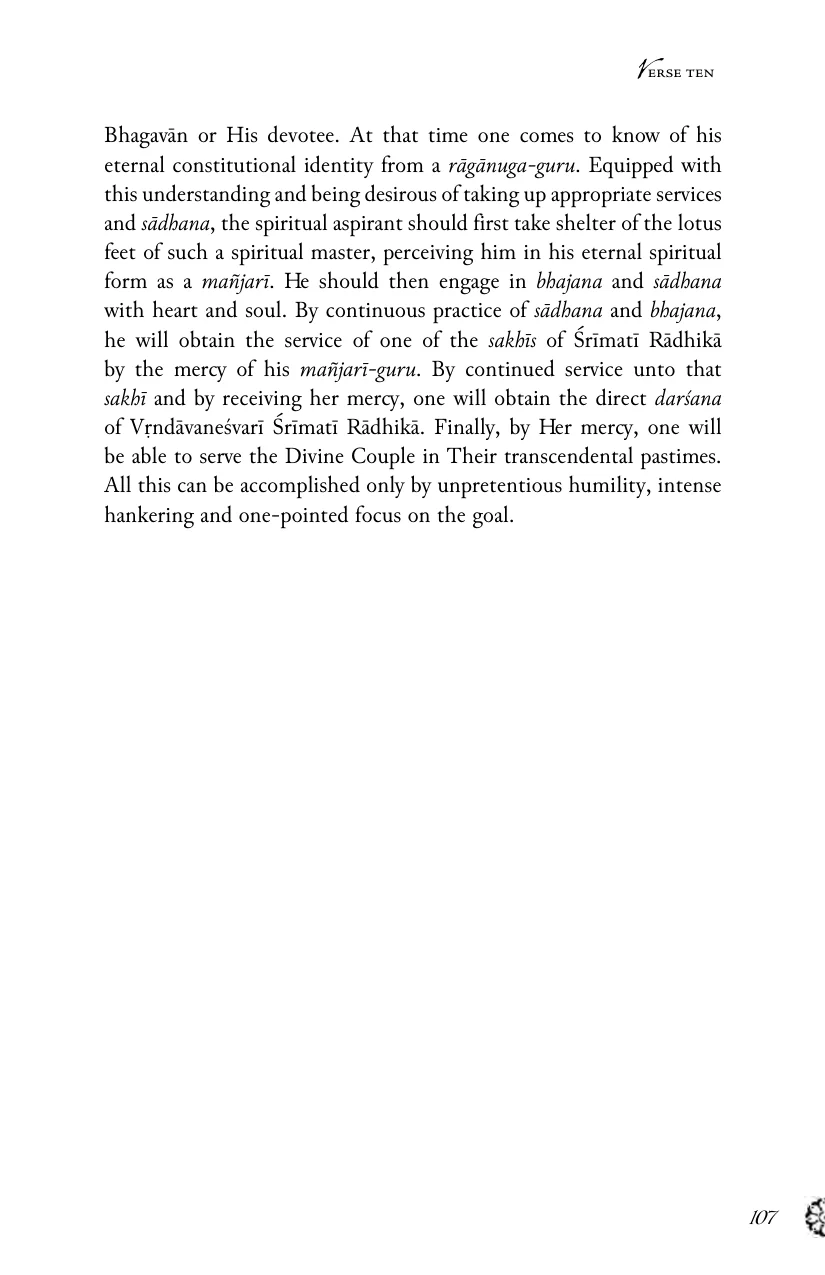 Verse Ten
Bhagavān or His devotee. At that time one comes to know of his
eternal constitutional identity from a rāgānuga-guru. Equipped with
this understanding and being desirous of taking up appropriate services
and sādhana, the spiritual aspirant should first take shelter of the lotus
feet of such a spiritual master, perceiving him in his eternal spiritual
form as a mañjarī. He should then engage in bhajana and sādhana
with heart and soul. By continuous practice of sādhana and bhajana,
he will obtain the service of one of the sakhīs of Śrīmatī Rādhikā
by the mercy of his mañjarī-guru. By continued service unto that
sakhī and by receiving her mercy, one will obtain the direct darśana
of Vṛndāvaneśvarī Śrīmatī Rādhikā. Finally, by Her mercy, one will
be able to serve the Divine Couple in Their transcendental pastimes.
All this can be accomplished only by unpretentious humility, intense
hankering and one-pointed focus on the goal.
107